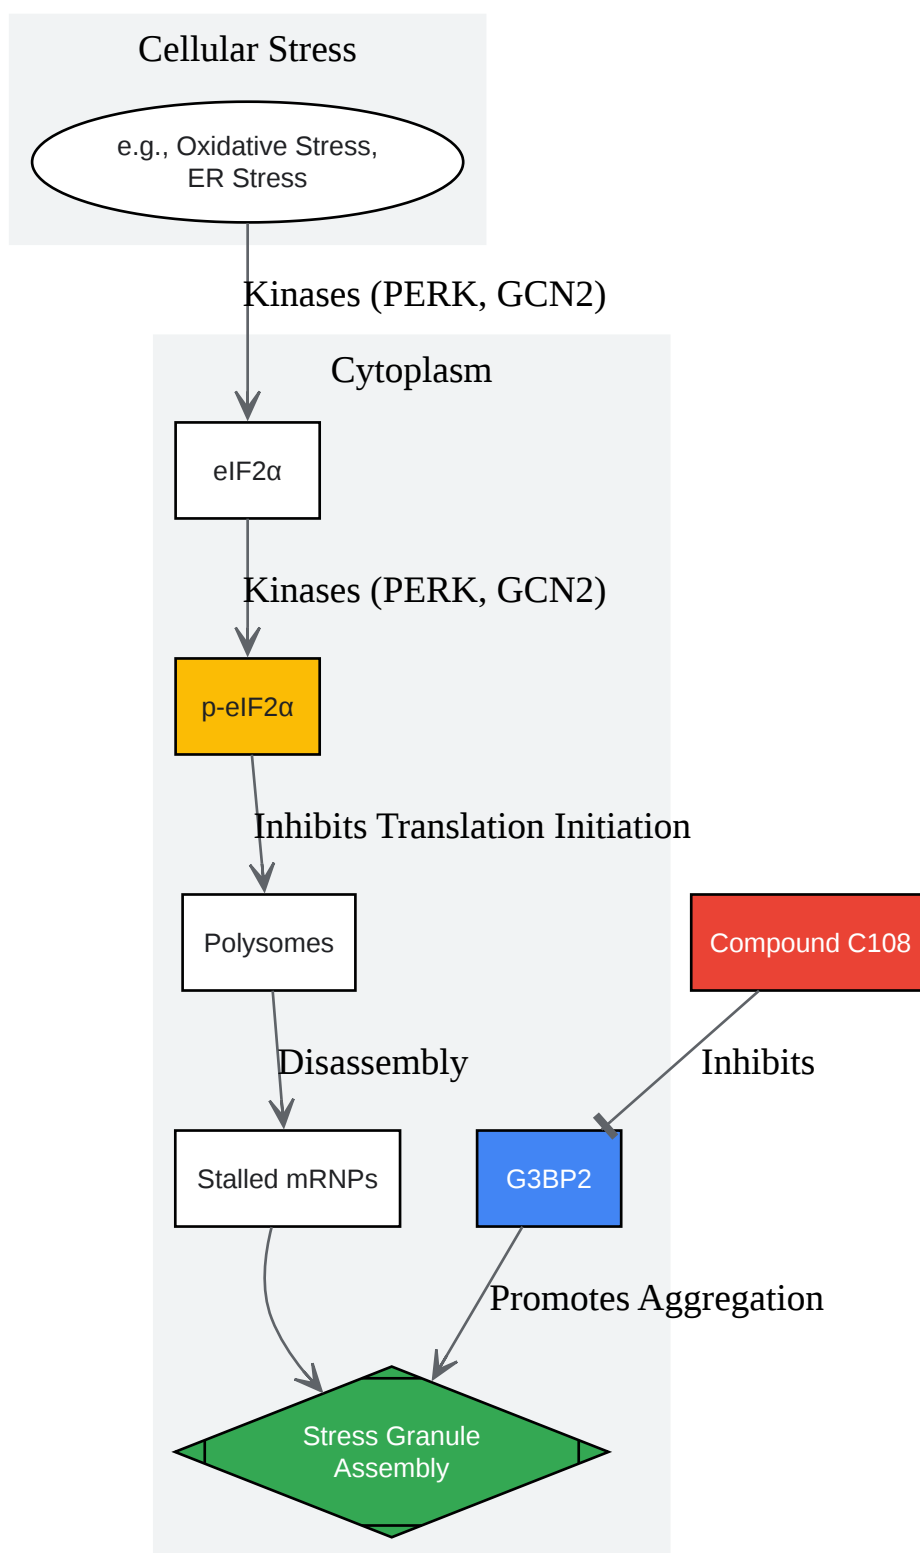 Cellular Stress
e.g., Oxidative Stress,
ER Stress
Kinases (PERK, GCN2)
Cytoplasm
eIF2α
Kinases (PERK, GCN2)
p-eIF2α
Inhibits Translation Initiation
Polysomes
Compound C108
Disassembly
Inhibits
Stalled mRNPs
G3BP2
Promotes Aggregation
Stress Granule
Assembly